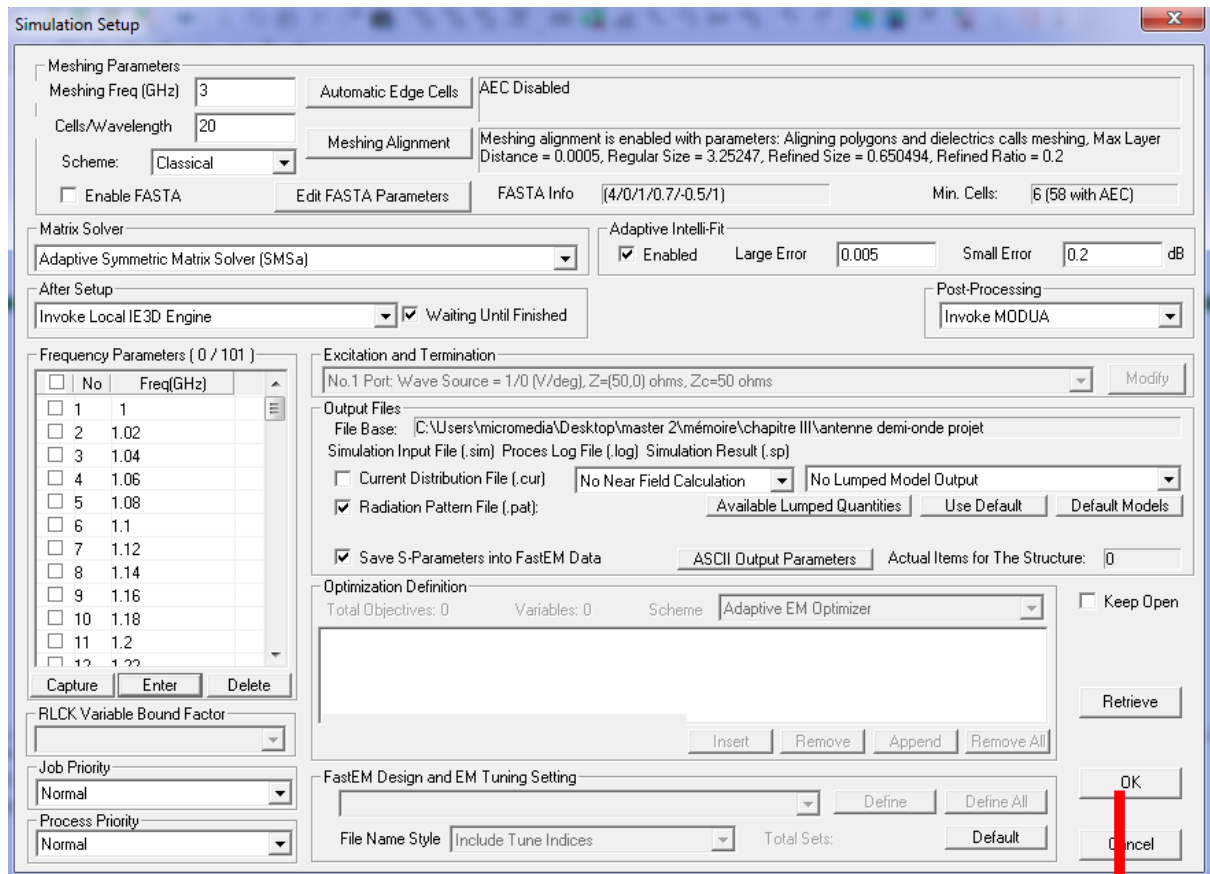 Simulation Setup
Meshing Parameters
Meshing Freq (GHz) 3 Automatic Edge Cells AEC Disabled
Cells/Wavelength 20
Meshing Alignment Meshing alignment is enabled with parameters: Aligning polygons and dielectrics calls meshing, Max Layer
Distance = 0.0005, Regular Size = 3.25247, Refined Size = 0.650494, Refined Ratio = 0.2
Scheme: Classical
Enable FASTA Edit FASTA Parameters FASTA Info (4/0/1/0.7/-0.5/1) Min. Cells: 6 (58 with AEC)
Matrix Solver
Adaptive Symmetric Matrix Solver (SMSa)
Adaptive Intelli-Fit
Enabled Large Error 0.005 Small Error 0.2 dB
After Setup
Invoke Local IE3D Engine Waiting Until Finished
Post-Processing
Invoke MODUA
Frequency Parameters ( 0 / 101 )
No Freq(GHz)
1 1
2 1.02
3 1.04
4 1.06
5 1.08
6 1.1
7 1.12
8 1.14
9 1.16
10 1.18
11 1.2
12 1.22
Capture Enter Delete
Excitation and Termination
No.1 Port: Wave Source = 1/0 (V/deg), Z=(50,0) ohms, Zc=50 ohms Modify
Output Files
File Base: C:\Users\micromedia\Desktop\master 2\mémoire\chapitre III\antenne demi-onde projet
Simulation Input File (.sim) Proces Log File (.log) Simulation Result (.sp)
Current Distribution File (.cur) No Near Field Calculation No Lumped Model Output
Radiation Pattern File (.pat): Available Lumped Quantities Use Default Default Models
Save S-Parameters into FastEM Data ASCII Output Parameters Actual Items for The Structure: 0
Optimization Definition
Total Objectives: 0 Variables: 0 Scheme Adaptive EM Optimizer
Insert Remove Append Remove All
Keep Open
Retrieve
RLCK Variable Bound Factor
Job Priority
Normal
Process Priority
Normal
FastEM Design and EM Tuning Setting
Define Define All
File Name Style Include Tune Indices Total Sets: Default
OK
Cancel